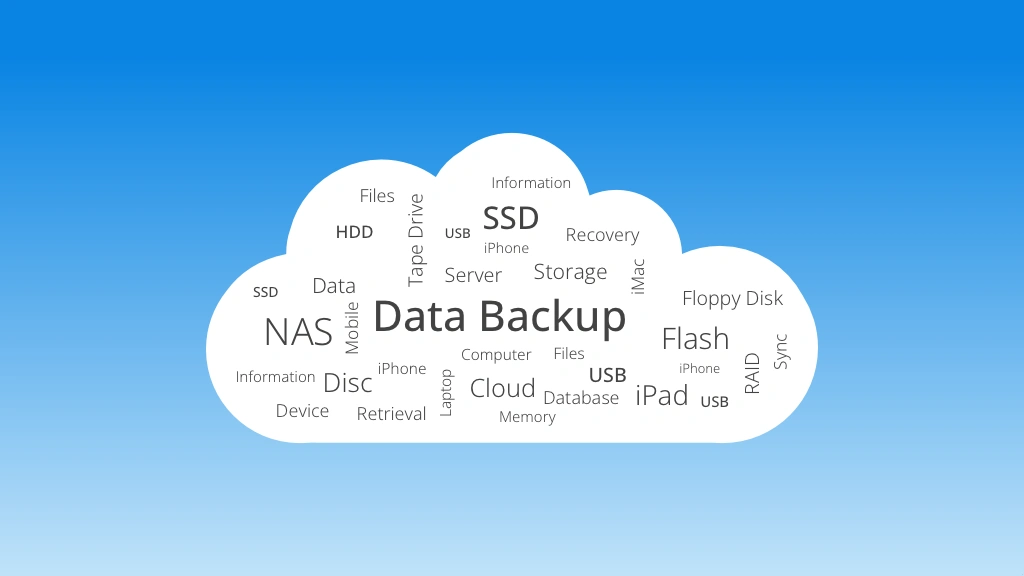 Information
Files
Tape Drive
SSD
HDD
USB
Recovery
iPhone
Server
Storage
iMac
SSD
Data
Floppy Disk
NAS
Mobile
Data Backup
Flash
Sync
Computer
Files
iPhone
iPhone
RAID
Information
Disc
Laptop
Cloud
USB
Database
iPad
USB
Device
Retrieval
Memory